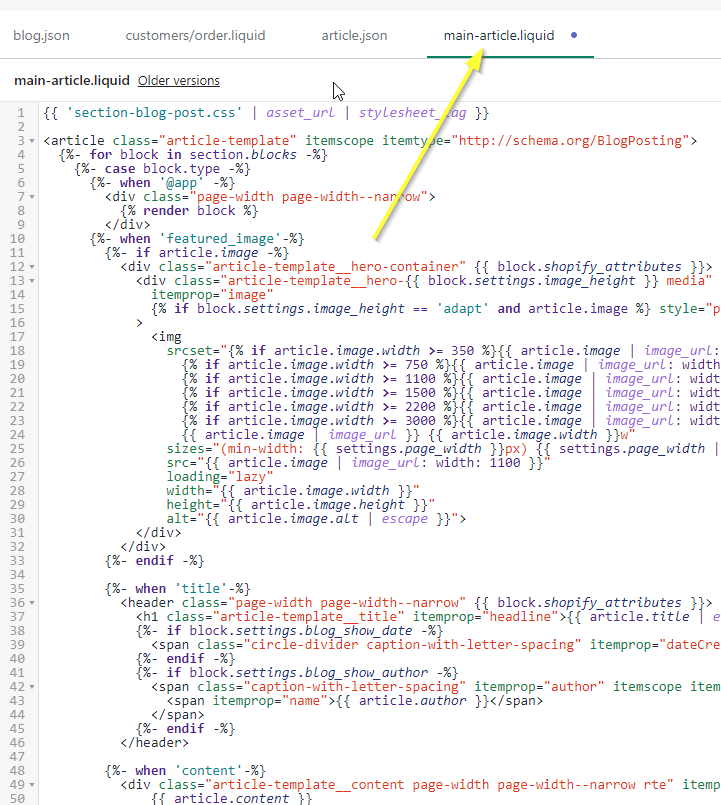 blog.json customers/order.liquid article.json main-article.liquid
main-article.liquid Older versions
1 {{ 'section-blog-post.css' | asset_url | stylesheet_tag }}
2
3 <article class="article-template" itemscope itemtype="http://schema.org/BlogPosting">
4 {%- for block in section.blocks -%}
5 {%- case block.type -%}
6 {%- when '@app' -%}
7 <div class="page-width page-width--narrow">
8 {% render block %}
9 </div>
10 {%- when 'featured_image'-%}
11 {%- if article.image -%}
12 <div class="article-template__hero-container" {{ block.shopify_attributes }}>
13 <div class="article-template__hero-{{ block.settings.image_height }} media"
14 itemprop="image"
15 {% if block.settings.image_height == 'adapt' and article.image %} style="p
16 >
17 <img
18 srcset="{% if article.image.width >= 350 %}{{ article.image | image_url:
19 {% if article.image.width >= 750 %}{{ article.image | image_url: width
20 {% if article.image.width >= 1100 %}{{ article.image | image_url: widt
21 {% if article.image.width >= 1500 %}{{ article.image | image_url: widt
22 {% if article.image.width >= 2200 %}{{ article.image | image_url: widt
23 {% if article.image.width >= 3000 %}{{ article.image | image_url: widt
24 {{ article.image | image_url }} {{ article.image.width }}w"
25 sizes="(min-width: {{ settings.page_width }}px) {{ settings.page_width |
26 src="{{ article.image | image_url: width: 1100 }}"
27 loading="lazy"
28 width="{{ article.image.width }}"
29 height="{{ article.image.height }}"
30 alt="{{ article.image.alt | escape }}">
31 </div>
32 </div>
33 {%- endif -%}
34
35 {%- when 'title'-%}
36 <header class="page-width page-width--narrow" {{ block.shopify_attributes }}>
37 <h1 class="article-template__title" itemprop="headline">{{ article.title | e
38 {%- if block.settings.blog_show_date -%}
39 <span class="circle-divider caption-with-letter-spacing" itemprop="dateCre
40 {%- endif -%}
41 {%- if block.settings.blog_show_author -%}
42 <span class="caption-with-letter-spacing" itemprop="author" itemscope item
43 <span itemprop="name">{{ article.author }}</span>
44 </span>
45 {%- endif -%}
46 </header>
47
48 {%- when 'content'-%}
49 <div class="article-template__content page-width page-width--narrow rte" itemp
50 {{ article.content }}